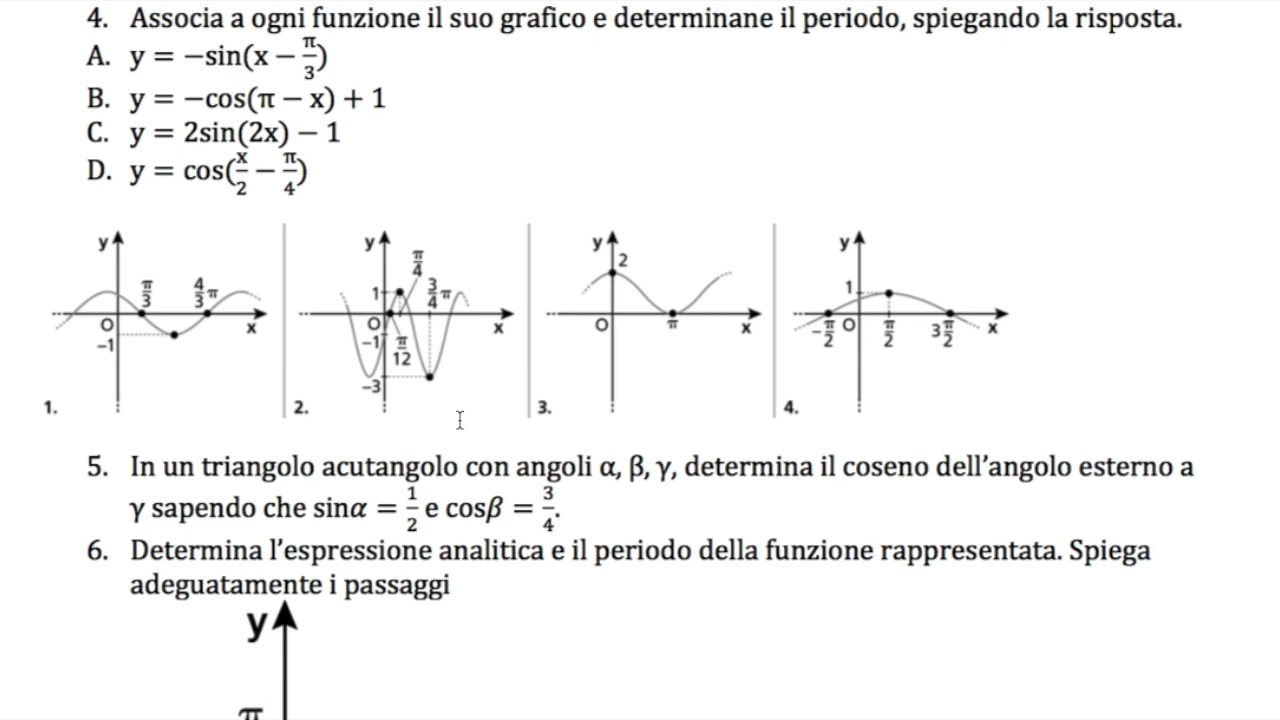 4. Associa a ogni funzione il suo grafico e determinane il periodo, spiegando la risposta.
A. y = −sin(x − π/3)
B. y = −cos(π − x) + 1
C. y = 2sin(2x) − 1
D. y = cos(x/2 − π/4)
y π/3 4/3 π O x −1 1.
y π/4 1 3/4 π O x −1 π/12 −3 2.
y 2 O π x 3.
y 1 −π/2 O π/2 3π/2 x 4.
5. In un triangolo acutangolo con angoli α, β, γ, determina il coseno dell’angolo esterno a
γ sapendo che sinα = 1/2 e cosβ = 3/4.
6. Determina l’espressione analitica e il periodo della funzione rappresentata. Spiega
adeguatamente i passaggi
y
π